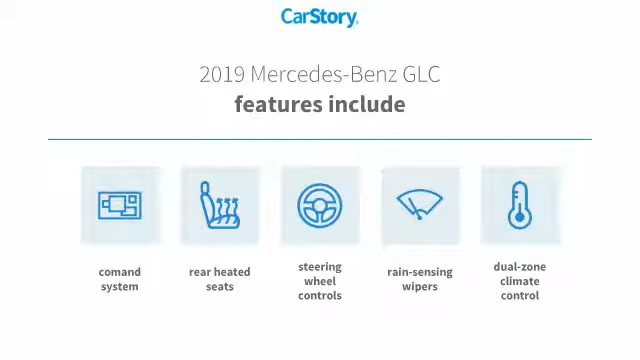 CarStory.
2019 Mercedes-Benz GLC
features include
comand
system
rear heated
seats
steering
wheel
controls
rain-sensing
wipers
dual-zone
climate
control